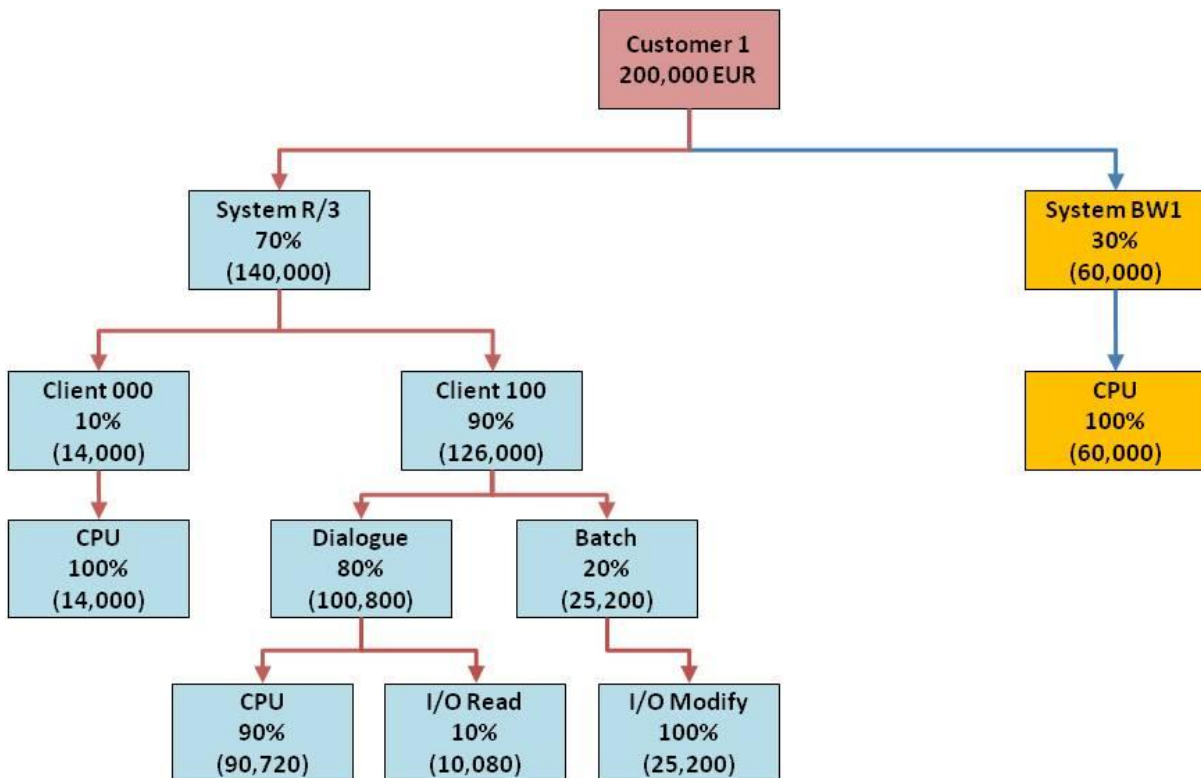 Customer 1
200,000 EUR
System R/3
70%
(140,000)
System BW1
30%
(60,000)
Client 000
10%
(14,000)
Client 100
90%
(126,000)
CPU
100%
(60,000)
CPU
100%
(14,000)
Dialogue
80%
(100,800)
Batch
20%
(25,200)
CPU
90%
(90,720)
I/O Read
10%
(10,080)
I/O Modify
100%
(25,200)